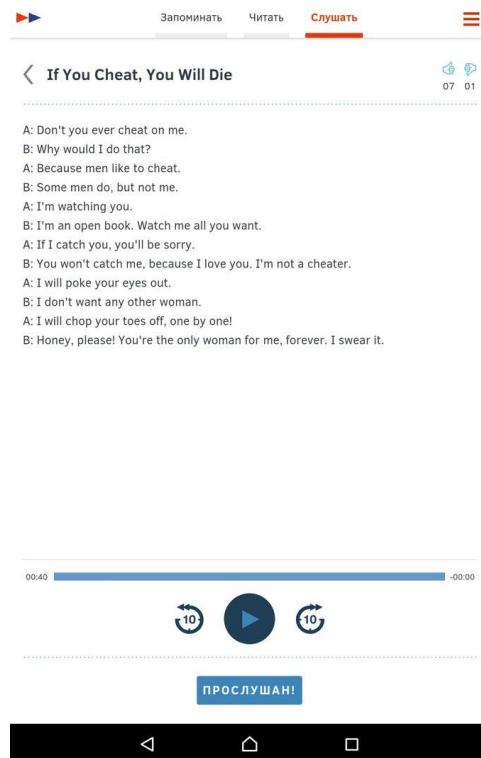 Запоминать Читать Слушать
If You Cheat, You Will Die
07 01
A: Don't you ever cheat on me.
B: Why would I do that?
A: Because men like to cheat.
B: Some men do, but not me.
A: I'm watching you.
B: I'm an open book. Watch me all you want.
A: If I catch you, you'll be sorry.
B: You won't catch me, because I love you. I'm not a cheater.
A: I will poke your eyes out.
B: I don't want any other woman.
A: I will chop your toes off, one by one!
B: Honey, please! You're the only woman for me, forever. I swear it.
00:40 -00:00
10 10
ПРОСЛУШАН!